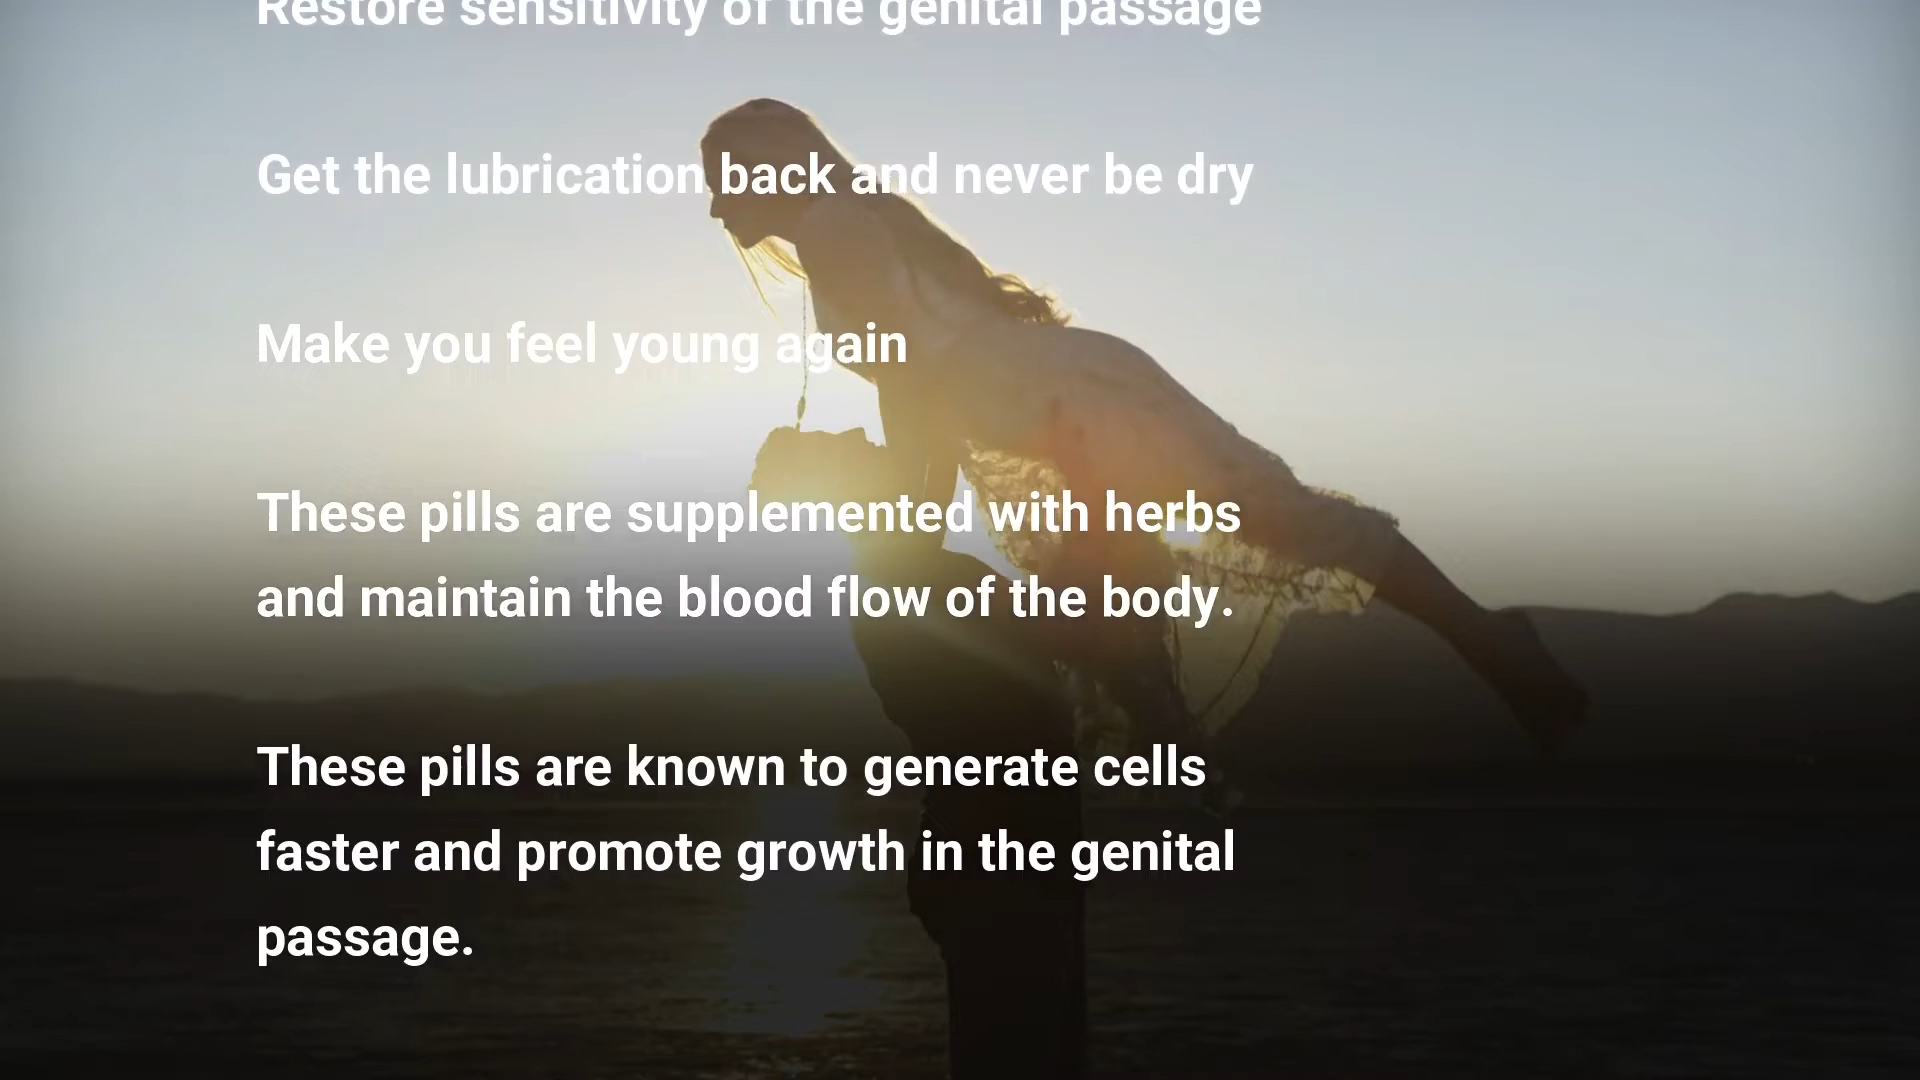 Restore sensitivity of the genital passage
Get the lubrication back and never be dry
Make you feel young again
These pills are supplemented with herbs
and maintain the blood flow of the body.
These pills are known to generate cells
faster and promote growth in the genital
passage.